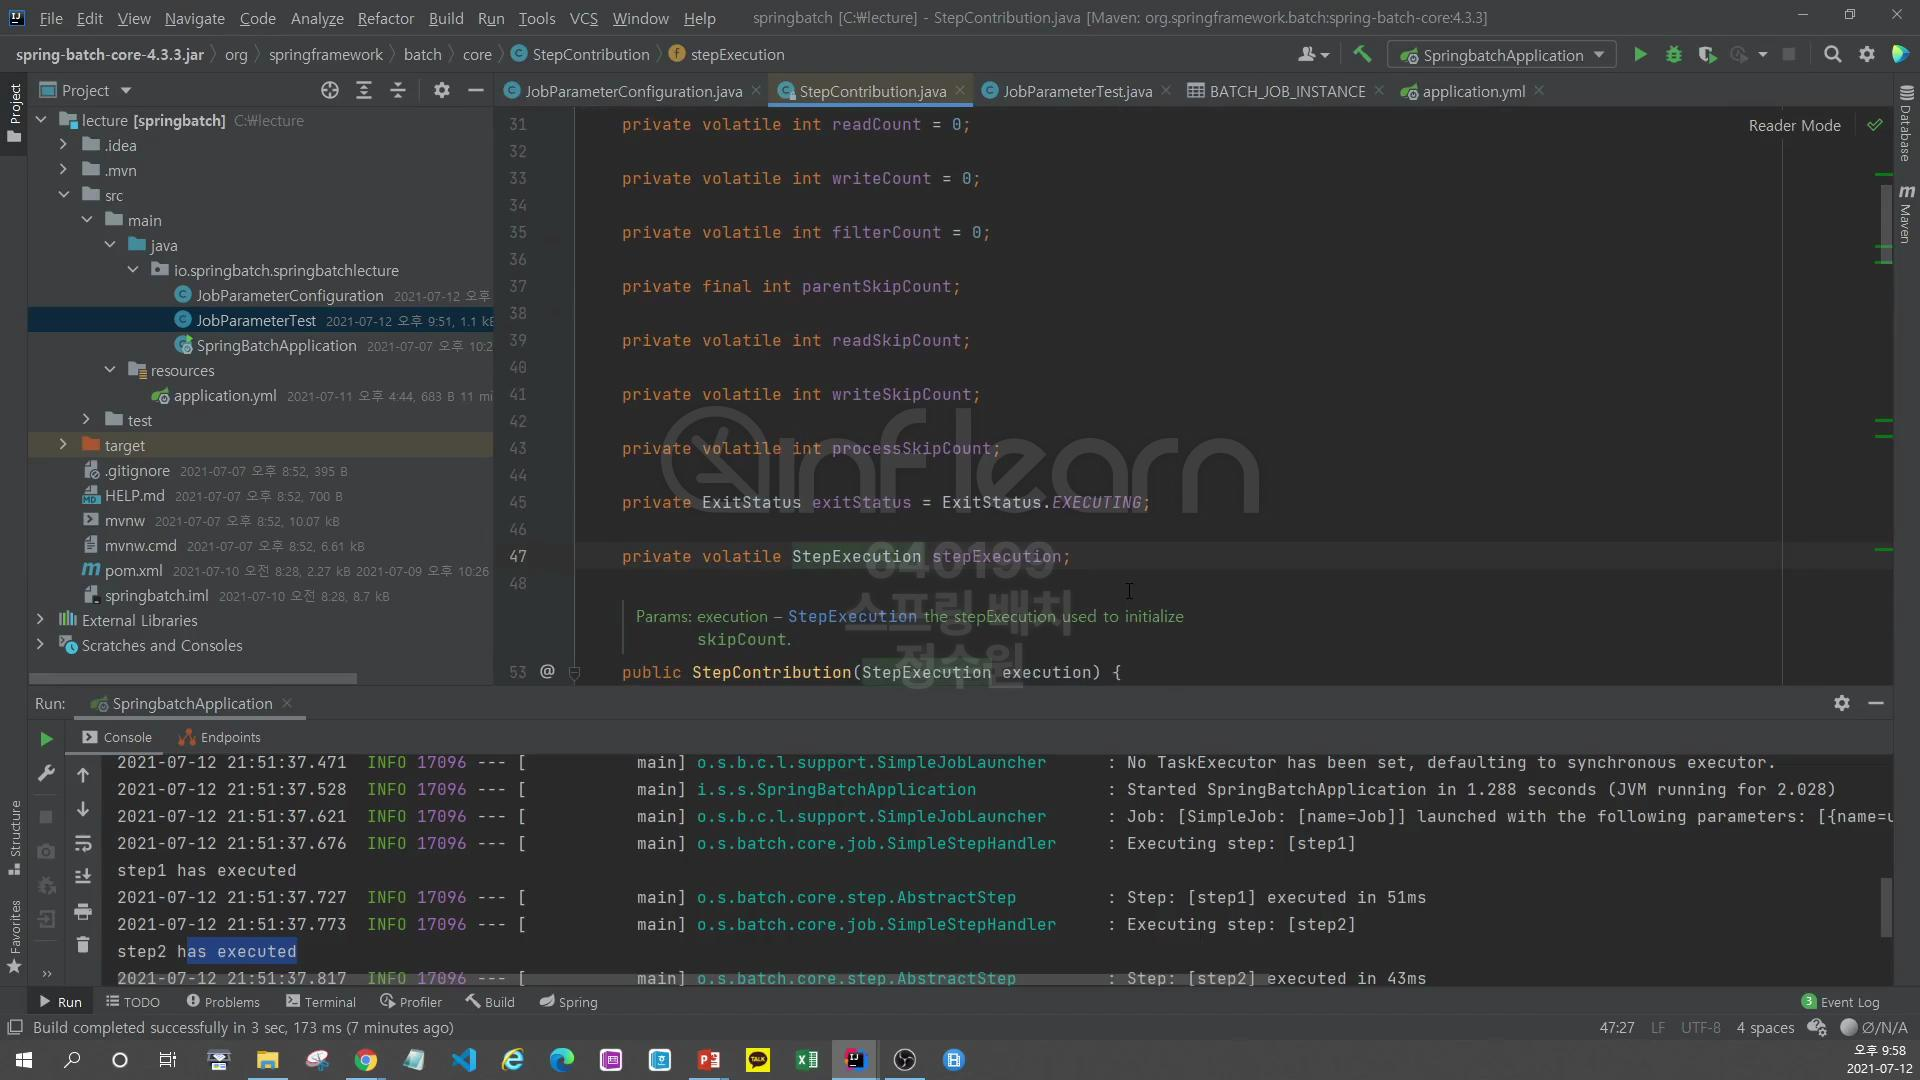 File Edit View Navigate Code Analyze Refactor Build Run Tools VCS Window Help springbatch [C:₩lecture] - StepContribution.java [Maven: org.springframework.batch:spring-batch-core:4.3.3]
spring-batch-core-4.3.3.jar org springframework batch core StepContribution stepExecution SpringbatchApplication
Project
JobParameterConfiguration.java StepContribution.java JobParameterTest.java BATCH_JOB_INSTANCE application.yml
Project
Database
Maven
Structure
Favorites
lecture [springbatch] C:₩lecture
.idea
.mvn
src
main
java
io.springbatch.springbatchlecture
JobParameterConfiguration 2021-07-12 오후
JobParameterTest 2021-07-12 오후 9:51, 1.1 kB
SpringBatchApplication 2021-07-07 오후 10:2
resources
application.yml 2021-07-11 오후 4:44, 683 B 11 mi
test
target
.gitignore 2021-07-07 오후 8:52, 395 B
HELP.md 2021-07-07 오후 8:52, 700 B
mvnw 2021-07-07 오후 8:52, 10.07 kB
mvnw.cmd 2021-07-07 오후 8:52, 6.61 kB
pom.xml 2021-07-10 오전 8:28, 2.27 kB 2021-07-09 오후 10:26
springbatch.iml 2021-07-10 오전 8:28, 8.7 kB
External Libraries
Scratches and Consoles
Reader Mode
31 private volatile int readCount = 0;
32
33 private volatile int writeCount = 0;
34
35 private volatile int filterCount = 0;
36
37 private final int parentSkipCount;
38
39 private volatile int readSkipCount;
40
41 private volatile int writeSkipCount;
42
43 private volatile int processSkipCount;
44
45 private ExitStatus exitStatus = ExitStatus.EXECUTING;
46
47 private volatile StepExecution stepExecution;
48
Params: execution – StepExecution the stepExecution used to initialize
skipCount.
53 @ public StepContribution(StepExecution execution) {
inflearn
640199
스프링 배치
정수원
Run: SpringbatchApplication
Console Endpoints
2021-07-12 21:51:37.471 INFO 17096 --- [ main] o.s.b.c.l.support.SimpleJobLauncher : No TaskExecutor has been set, defaulting to synchronous executor.
2021-07-12 21:51:37.528 INFO 17096 --- [ main] i.s.s.SpringBatchApplication : Started SpringBatchApplication in 1.288 seconds (JVM running for 2.028)
2021-07-12 21:51:37.621 INFO 17096 --- [ main] o.s.b.c.l.support.SimpleJobLauncher : Job: [SimpleJob: [name=Job]] launched with the following parameters: [{name=u
2021-07-12 21:51:37.676 INFO 17096 --- [ main] o.s.batch.core.job.SimpleStepHandler : Executing step: [step1]
step1 has executed
2021-07-12 21:51:37.727 INFO 17096 --- [ main] o.s.batch.core.step.AbstractStep : Step: [step1] executed in 51ms
2021-07-12 21:51:37.773 INFO 17096 --- [ main] o.s.batch.core.job.SimpleStepHandler : Executing step: [step2]
step2 has executed
2021-07-12 21:51:37.817 INFO 17096 --- [ main] o.s.batch.core.step.AbstractStep : Step: [step2] executed in 43ms
Run TODO Problems Terminal Profiler Build Spring 3 Event Log
Build completed successfully in 3 sec, 173 ms (7 minutes ago) 47:27 LF UTF-8 4 spaces Ø/N/A
TALK
오후 9:58
2021-07-12